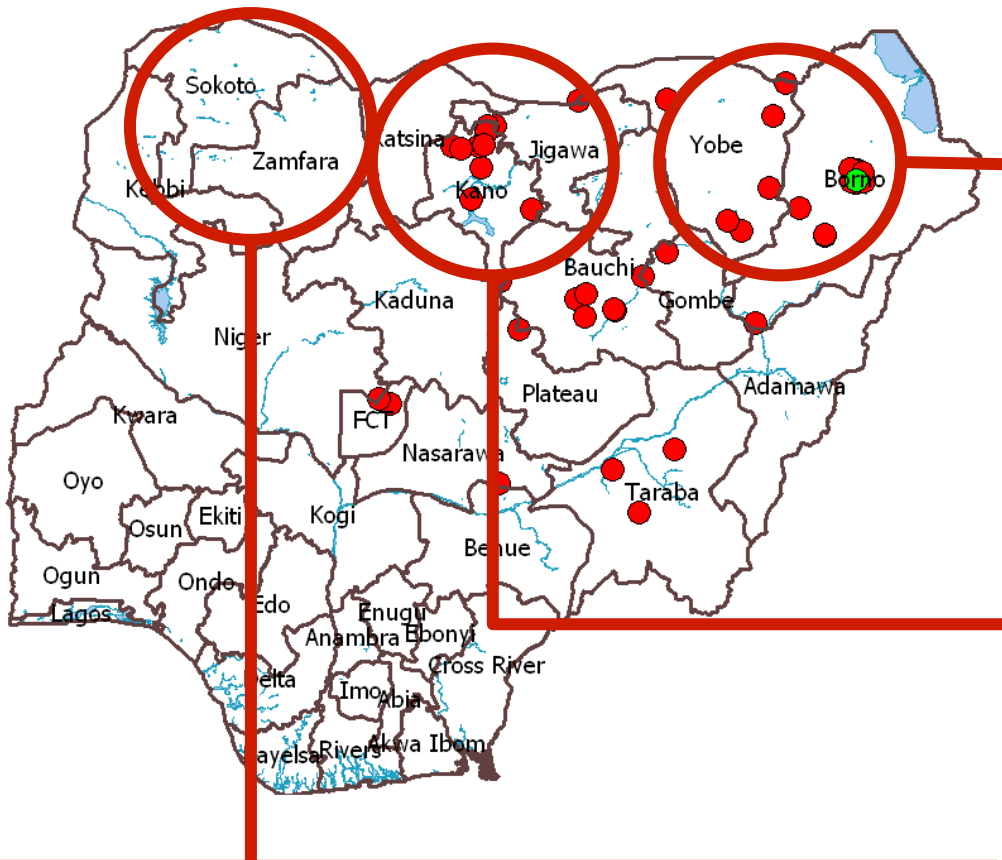 Sokoto
Zamfara
Kebbi
Katsina
Kano
Jigawa
Yobe
Borno
Bauchi
Gombe
Kaduna
Niger
Adamawa
Plateau
FCT
Kwara
Nasarawa
Taraba
Oyo
Osun
Ekiti
Kogi
Benue
Ogun
Ondo
Edo
Lagos
Enugu
Anambra
Ebonyi
Cross River
Delta
Imo
Abia
Bayelsa
Rivers
Akwa Ibom